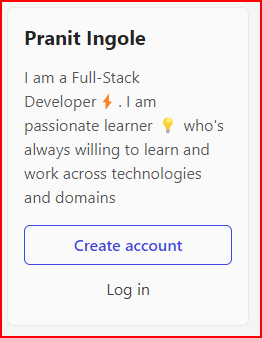 Pranit Ingole
I am a Full-Stack
Developer ⚡ . I am
passionate learner 💡 who's
always willing to learn and
work across technologies
and domains
Create account
Log in